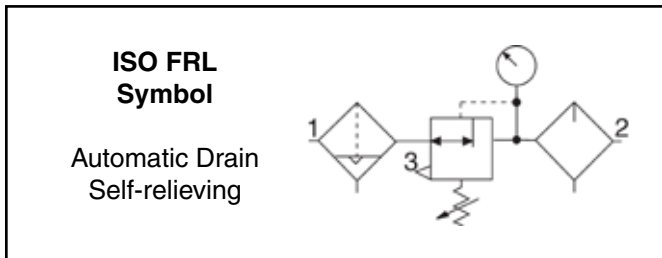 ISO FRL
Symbol
Automatic Drain
Self-relieving
1
3
2